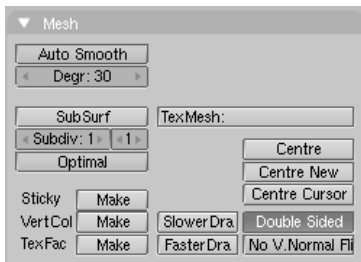 Mesh
Auto Smooth
Degr: 30
SubSurf TexMesh:
Subdiv: 1 1
Optimal Centre
Centre New
Sticky Make Centre Cursor
VertCol Make SlowerDra Double Sided
TexFac Make FasterDra No V.Normal Fli